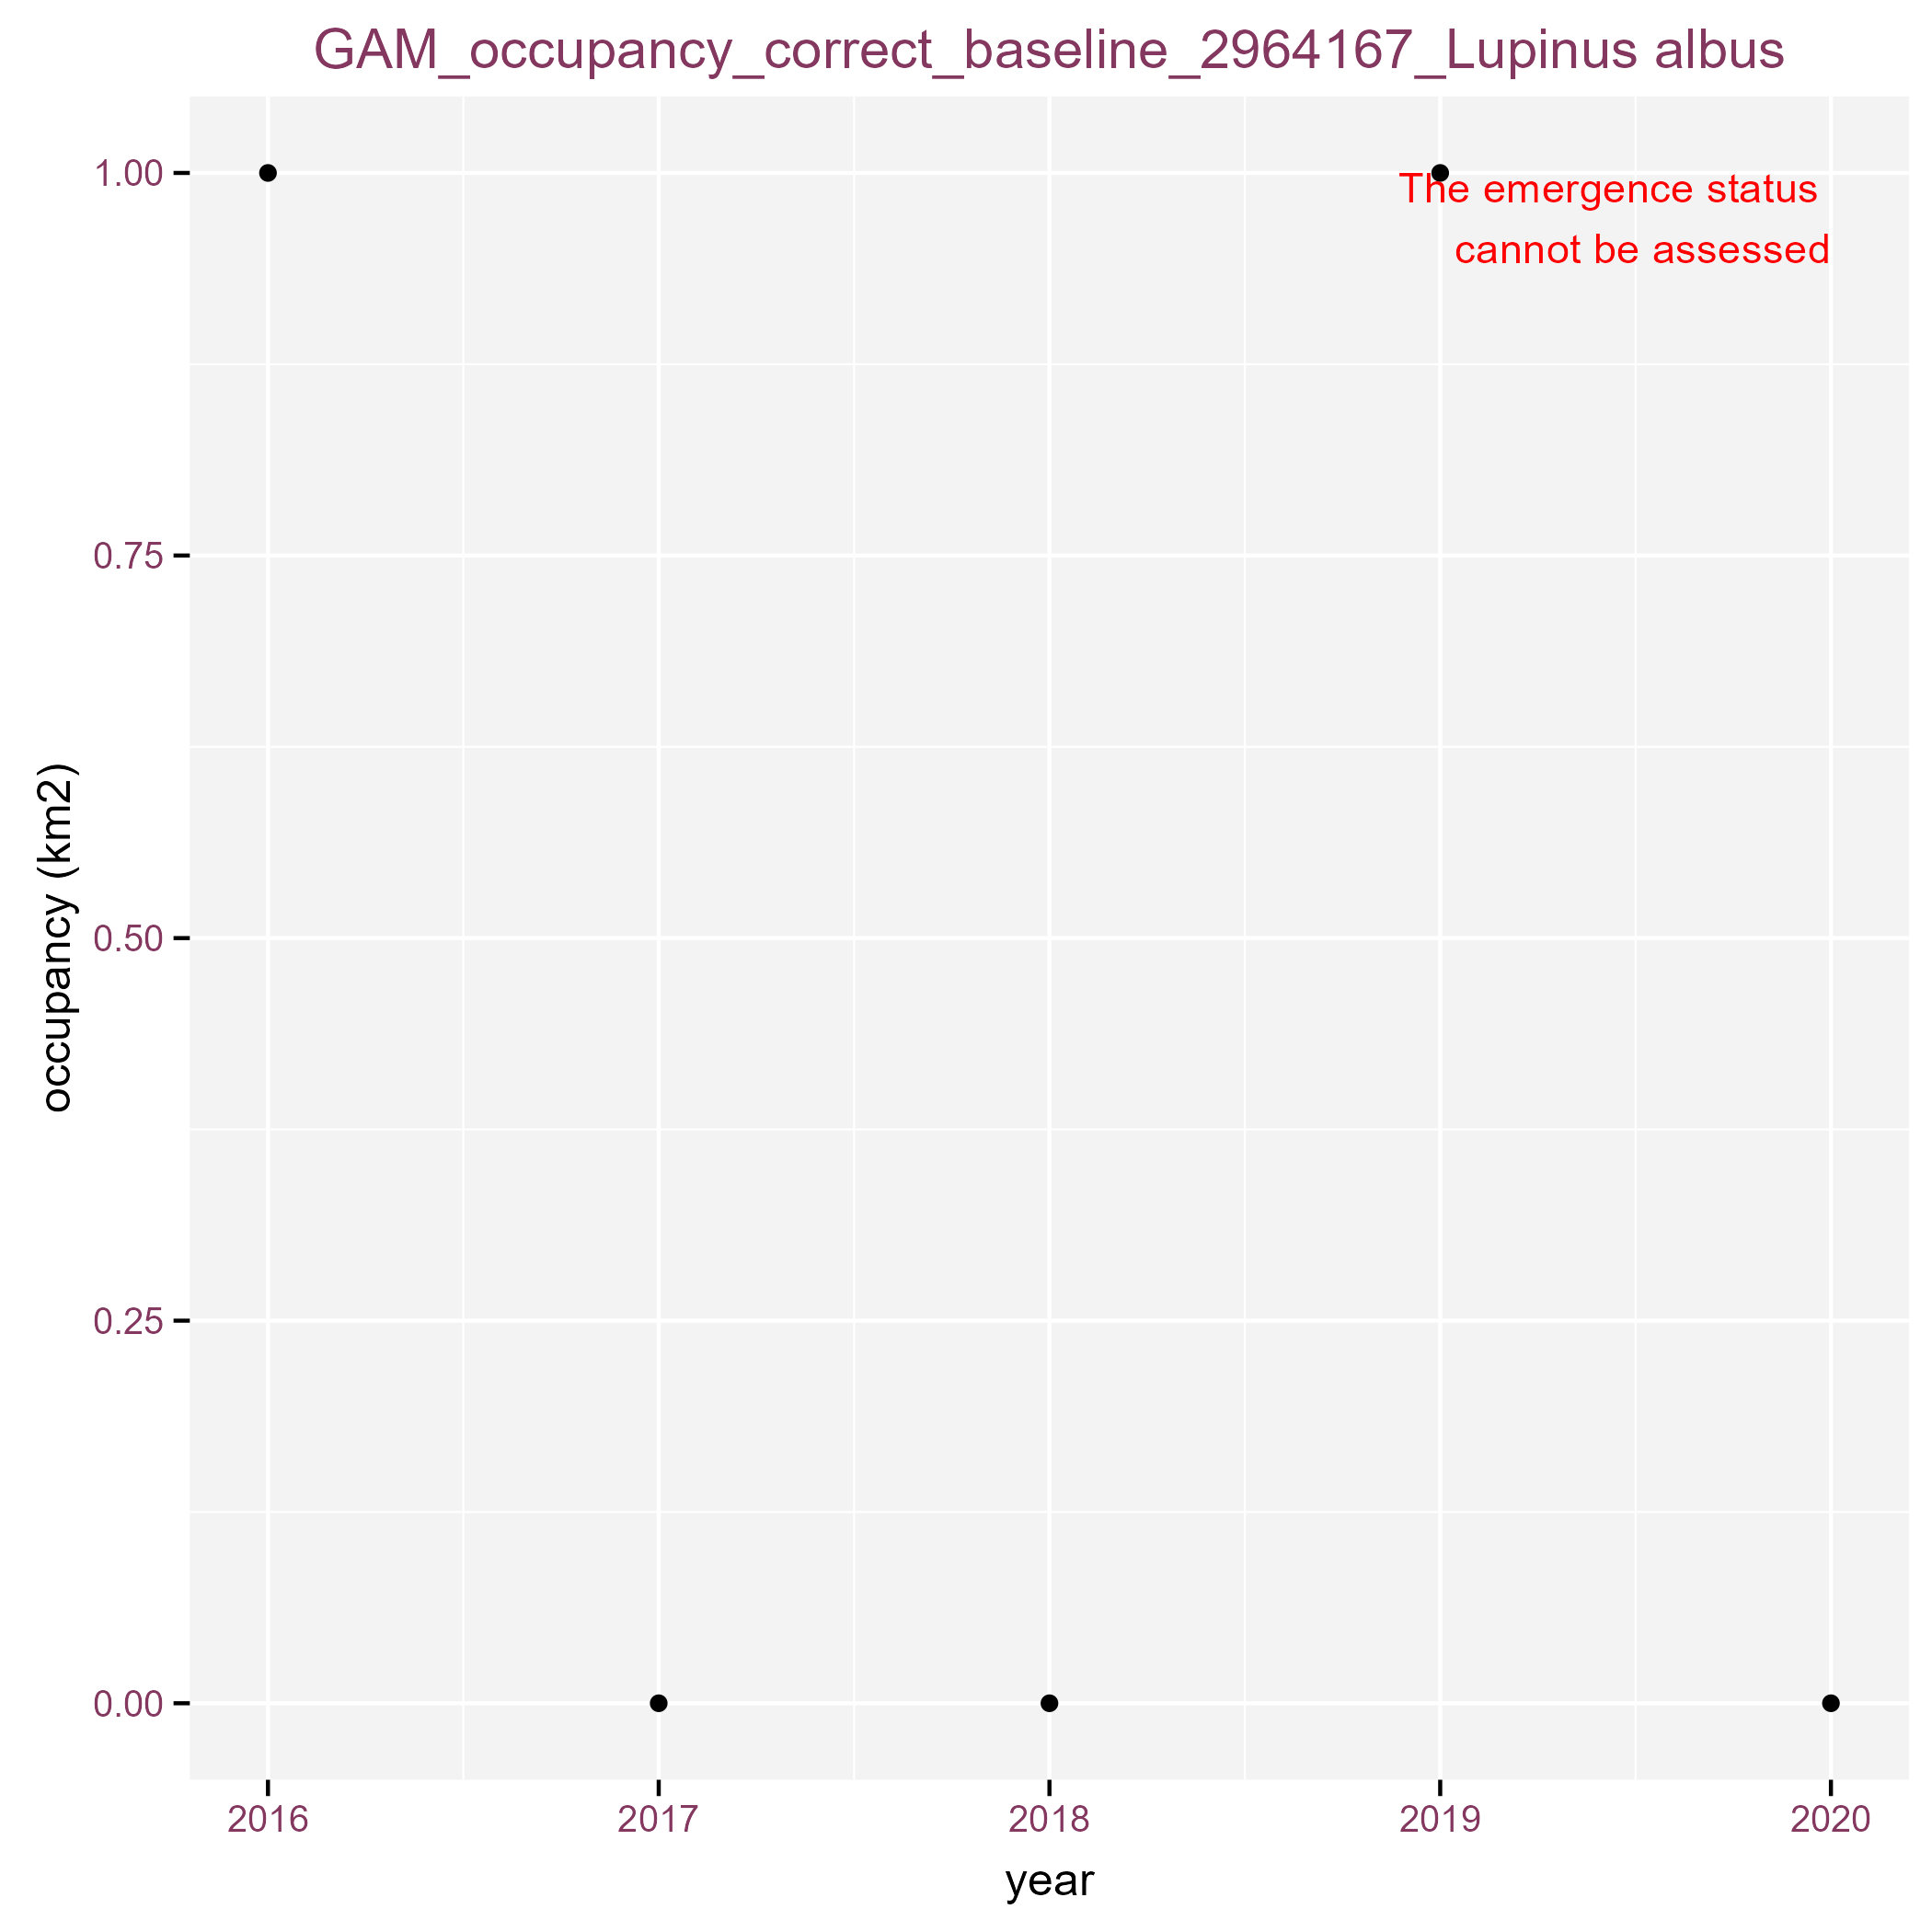 GAM_occupancy_correct_baseline_2964167_Lupinus albus
1.00
The emergence status
cannot be assessed
0.75
occupancy (km2)
0.50
0.25
0.00
2016 2017 2018 2019 2020
year